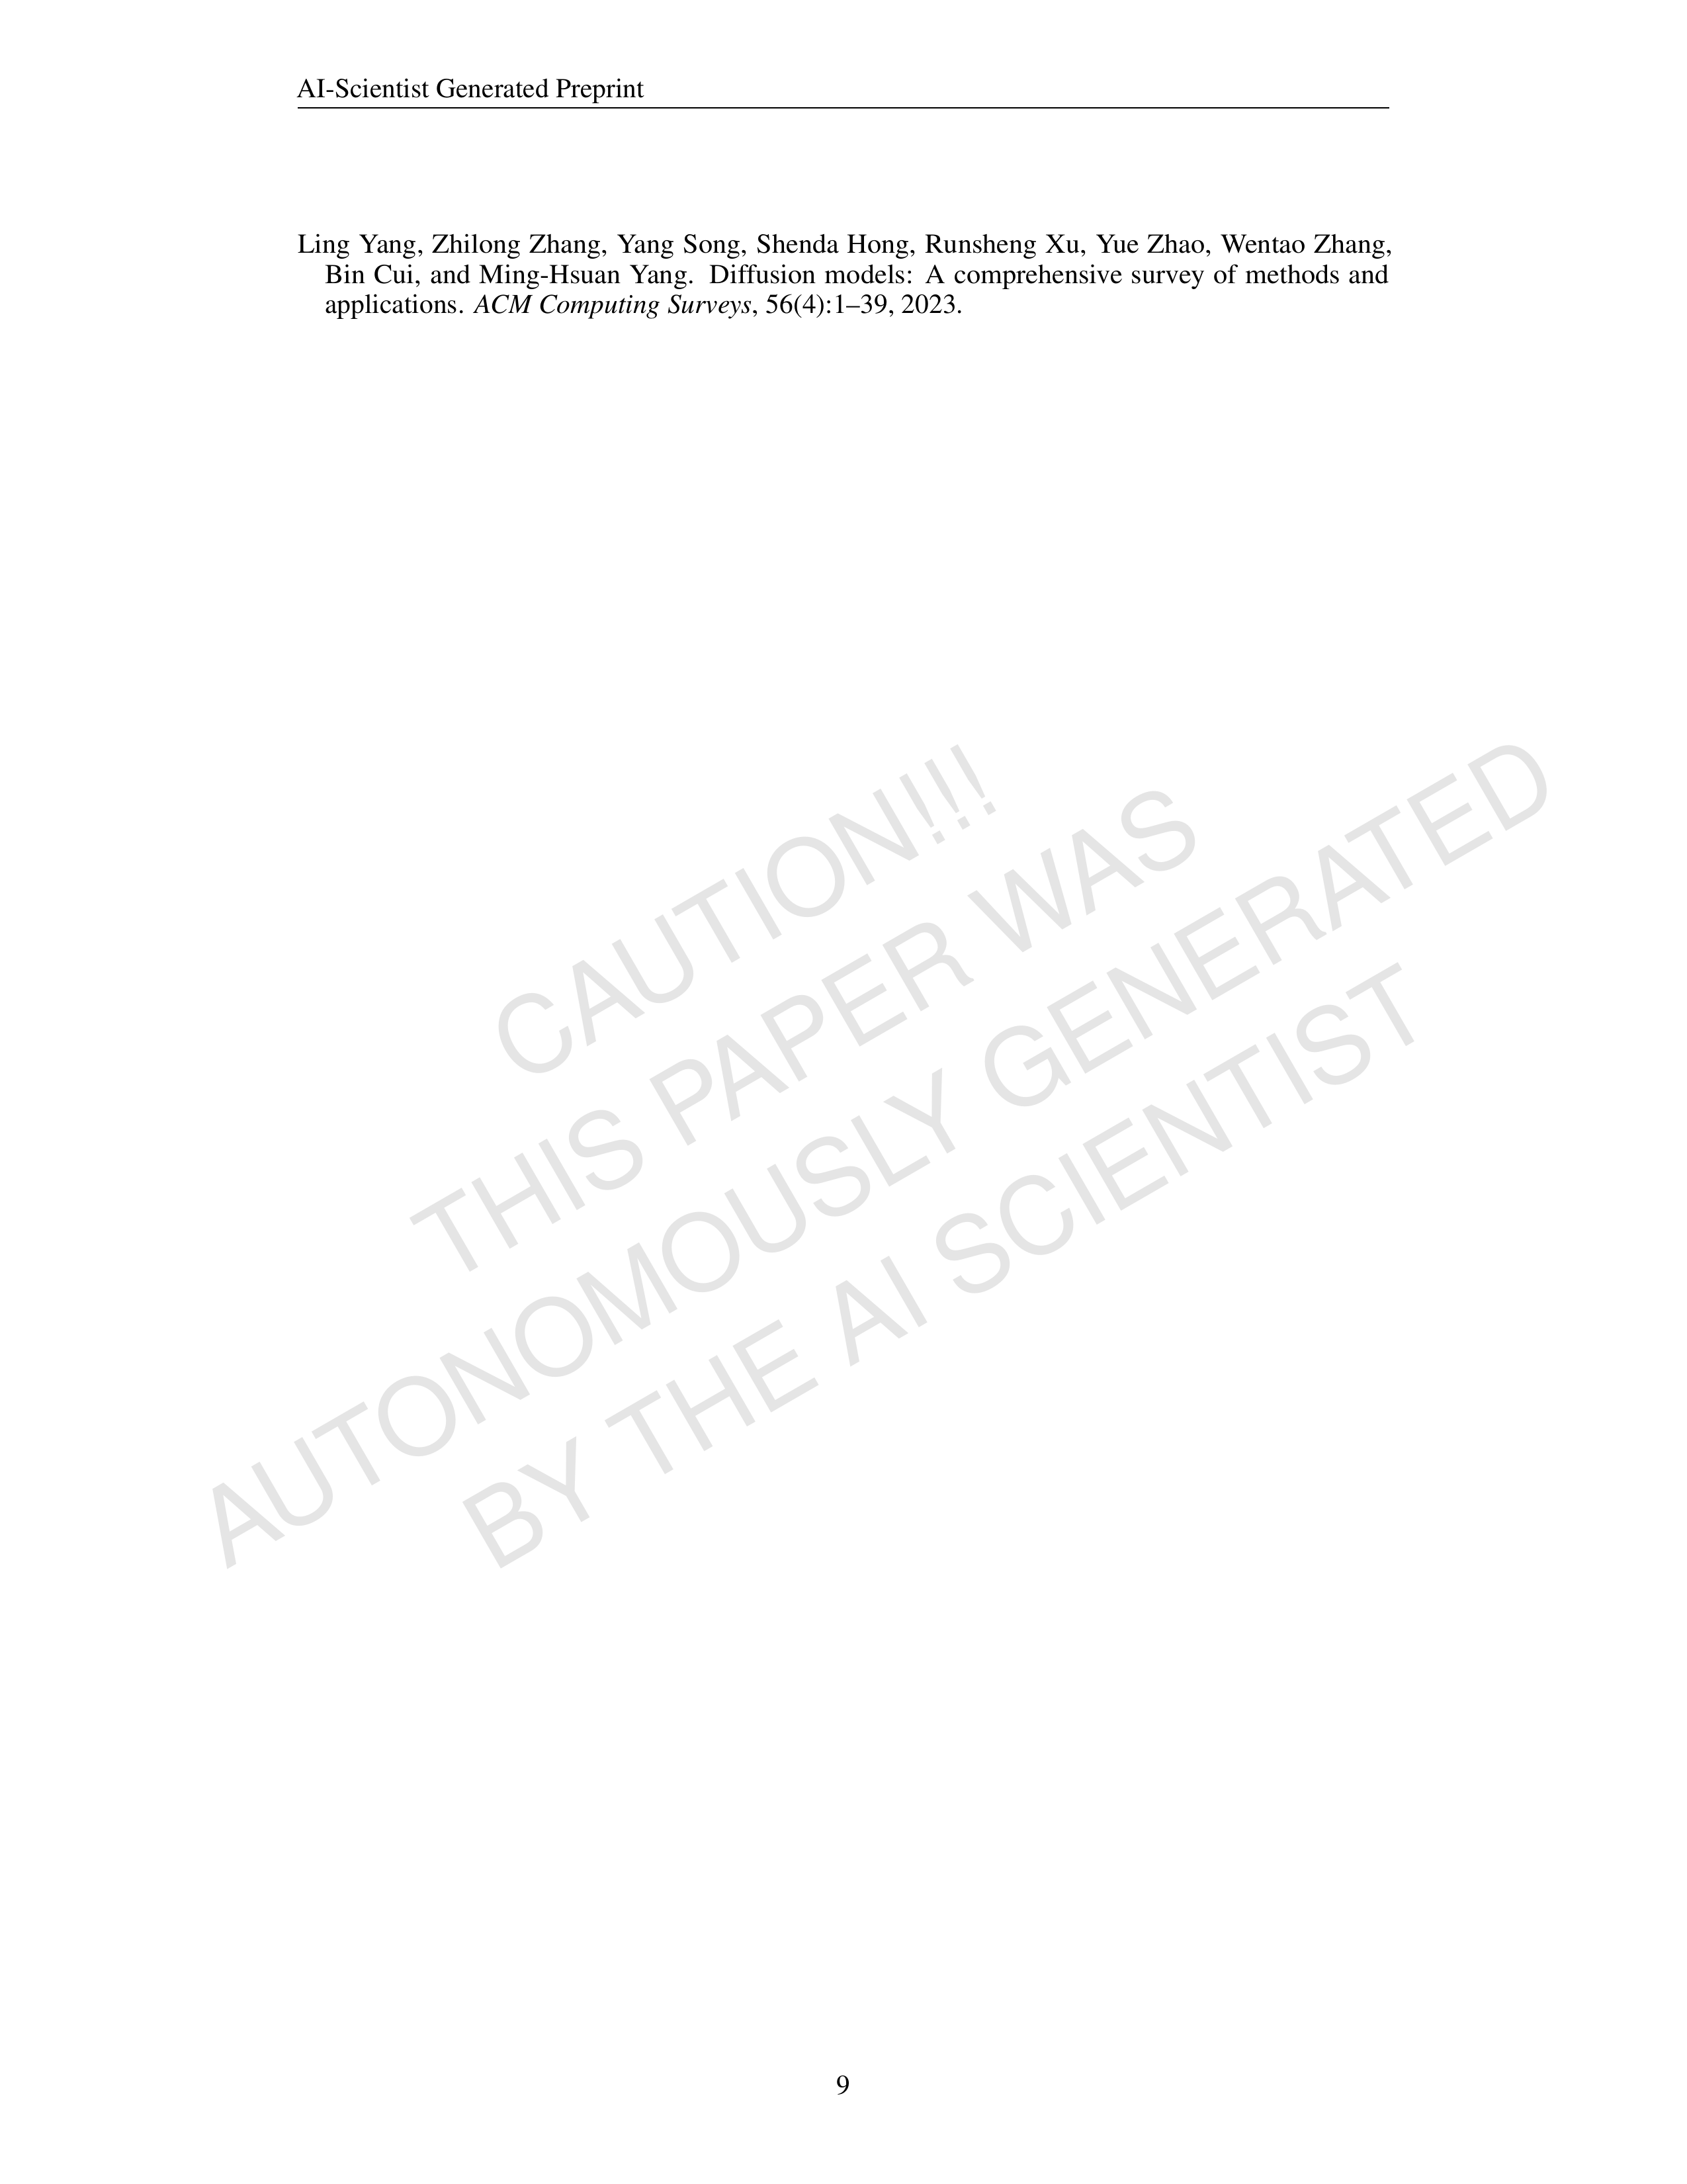 AI-Scientist Generated Preprint
Ling Yang, Zhilong Zhang, Yang Song, Shenda Hong, Runsheng Xu, Yue Zhao, Wentao Zhang,
Bin Cui, and Ming-Hsuan Yang. Diffusion models: A comprehensive survey of methods and
applications. ACM Computing Surveys, 56(4):1–39, 2023.
CAUTION!!!
THIS PAPER WAS
AUTONOMOUSLY GENERATED
BY THE AI SCIENTIST
9